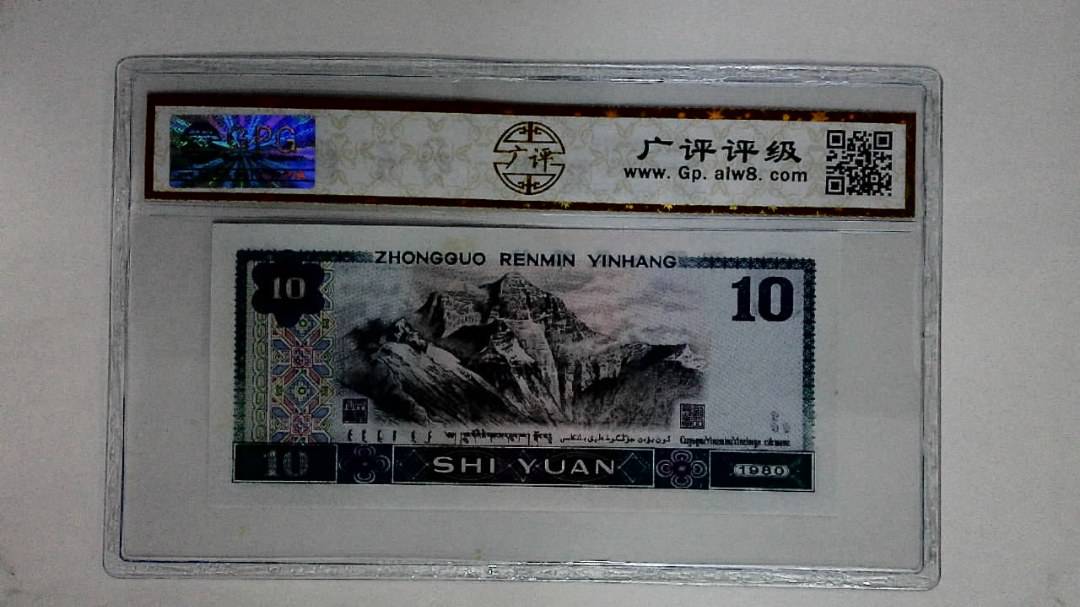 GPG
广评
广评评级
www.Gp.alw8.com
ZHONGGUO RENMIN YINHANG
10
10
10
SHI YUAN
1980